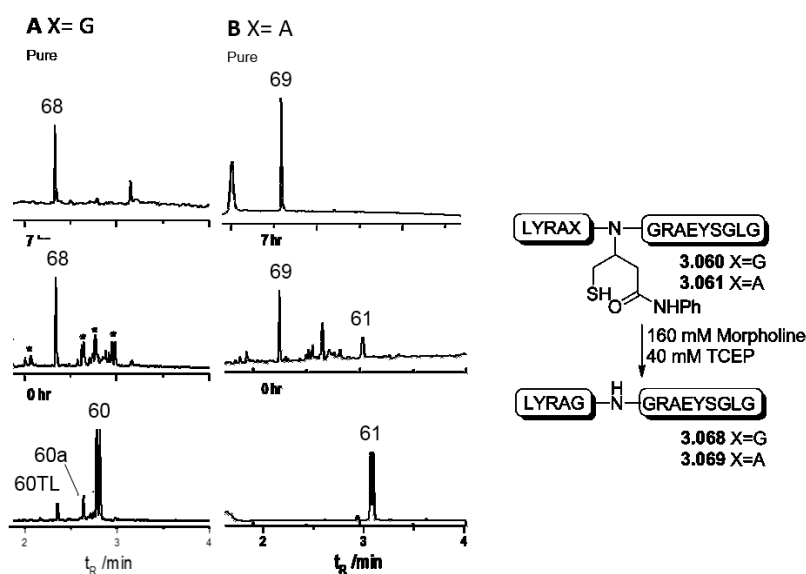 A X= G
Pure
68
7
68
* * * *
0 hr
60
60a
60TL
2 3 4
t_R /min
B X= A
Pure
69
7 hr
69
61
0 hr
61
2 3 4
t_R /min
LYRAX N GRAEYSGLG
3.060 X=G
3.061 X=A
SH O NHPh
160 mM Morpholine
40 mM TCEP
H
LYRAG N GRAEYSGLG
3.068 X=G
3.069 X=A